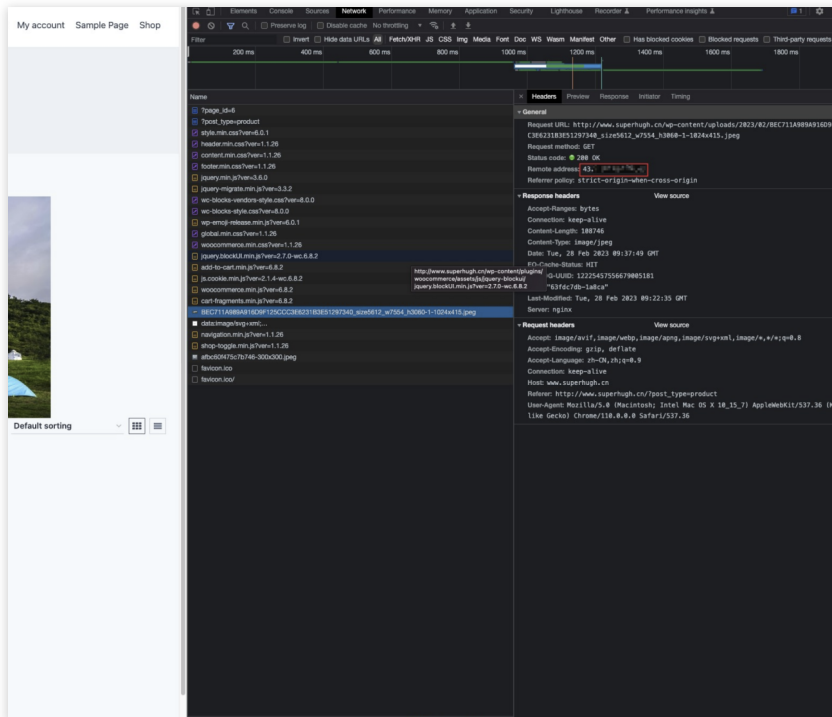 My account Sample Page Shop
Default sorting
Elements Console Sources Network Performance Memory Application Security Lighthouse Recorder Performance insights 1
Preserve log Disable cache No throttling
Filter Invert Hide data URLs All Fetch/XHR JS CSS Img Media Font Doc WS Wasm Manifest Other Has blocked cookies Blocked requests Third-party requests
200 ms 400 ms 600 ms 800 ms 1000 ms 1200 ms 1400 ms 1600 ms 1800 ms
Name
?page_id=6
?post_type=product
style.min.css?ver=6.0.1
header.min.css?ver=1.1.26
content.min.css?ver=1.1.26
footer.min.css?ver=1.1.26
jquery.min.js?ver=3.6.0
jquery-migrate.min.js?ver=3.3.2
wc-blocks-vendors-style.css?ver=8.0.0
wc-blocks-style.css?ver=8.0.0
wp-emoji-release.min.js?ver=6.0.1
global.min.css?ver=1.1.26
woocommerce.min.css?ver=1.1.26
jquery.blockUI.min.js?ver=2.7.0-wc.6.8.2
add-to-cart.min.js?ver=6.8.2
js.cookie.min.js?ver=2.1.4-wc.6.8.2
woocommerce.min.js?ver=6.8.2
cart-fragments.min.js?ver=6.8.2
BEC711A989A916D9F125CCC3E6231B3E51297340_size5612_w7554_h3060-1-1024x415.jpeg
data:image/svg+xml;...
navigation.min.js?ver=1.1.26
shop-toggle.min.js?ver=1.1.26
afbc60f475c7b746-300x300.jpeg
favicon.ico
favicon.ico/
http://www.superhugh.cn/wp-content/plugins/
woocommerce/assets/js/jquery-blockui/
jquery.blockUI.min.js?ver=2.7.0-wc.6.8.2
× Headers Preview Response Initiator Timing
General
Request URL: http://www.superhugh.cn/wp-content/uploads/2023/02/BEC711A989A916D9
C3E6231B3E51297340_size5612_w7554_h3060-1-1024x415.jpeg
Request method: GET
Status code: 200 OK
Remote address: 43.
Referrer policy: strict-origin-when-cross-origin
Response headers View source
Accept-Ranges: bytes
Connection: keep-alive
Content-Length: 108746
Content-Type: image/jpeg
Date: Tue, 28 Feb 2023 09:37:49 GMT
EO-Cache-Status: HIT
G-UUID: 12225457556679005181
"63fdc7db-1a8ca"
Last-Modified: Tue, 28 Feb 2023 09:22:35 GMT
Server: nginx
Request headers View source
Accept: image/avif,image/webp,image/apng,image/svg+xml,image/*,*/*;q=0.8
Accept-Encoding: gzip, deflate
Accept-Language: zh-CN,zh;q=0.9
Connection: keep-alive
Host: www.superhugh.cn
Referer: http://www.superhugh.cn/?post_type=product
User-Agent: Mozilla/5.0 (Macintosh; Intel Mac OS X 10_15_7) AppleWebKit/537.36 (K
like Gecko) Chrome/110.0.0.0 Safari/537.36